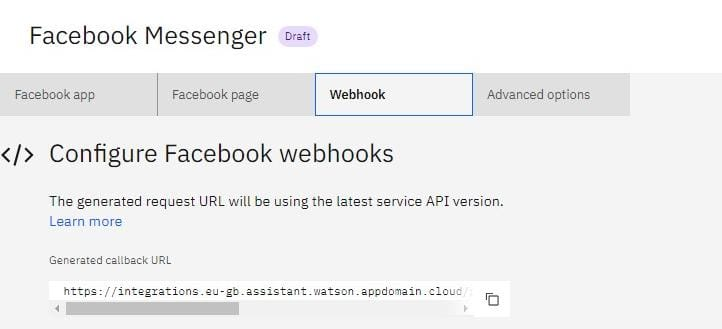 Facebook Messenger Draft
Facebook app Facebook page Webhook Advanced options
</> Configure Facebook webhooks
The generated request URL will be using the latest service API version.
Learn more
Generated callback URL
https://integrations.eu-gb.assistant.watson.appdomain.cloud/